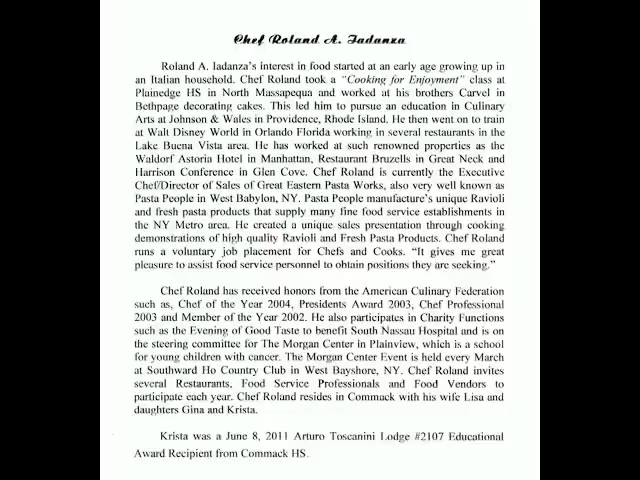 Chef Roland A. Iadanza
Roland A. Iadanza's interest in food started at an early age growing up in
an Italian household. Chef Roland took a "Cooking for Enjoyment" class at
Plainedge HS in North Massapequa and worked at his brothers Carvel in
Bethpage decorating cakes. This led him to pursue an education in Culinary
Arts at Johnson & Wales in Providence, Rhode Island. He then went on to train
at Walt Disney World in Orlando Florida working in several restaurants in the
Lake Buena Vista area. He has worked at such renowned properties as the
Waldorf Astoria Hotel in Manhattan, Restaurant Bruzells in Great Neck and
Harrison Conference in Glen Cove. Chef Roland is currently the Executive
Chef/Director of Sales of Great Eastern Pasta Works, also very well known as
Pasta People in West Babylon, NY. Pasta People manufacture's unique Ravioli
and fresh pasta products that supply many fine food service establishments in
the NY Metro area. He created a unique sales presentation through cooking
demonstrations of high quality Ravioli and Fresh Pasta Products. Chef Roland
runs a voluntary job placement for Chefs and Cooks. "It gives me great
pleasure to assist food service personnel to obtain positions they are seeking."
Chef Roland has received honors from the American Culinary Federation
such as, Chef of the Year 2004, Presidents Award 2003, Chef Professional
2003 and Member of the Year 2002. He also participates in Charity Functions
such as the Evening of Good Taste to benefit South Nassau Hospital and is on
the steering committee for The Morgan Center in Plainview, which is a school
for young children with cancer. The Morgan Center Event is held every March
at Southward Ho Country Club in West Bayshore, NY. Chef Roland invites
several Restaurants, Food Service Professionals and Food Vendors to
participate each year. Chef Roland resides in Commack with his wife Lisa and
daughters Gina and Krista.
Krista was a June 8, 2011 Arturo Toscanini Lodge #2107 Educational
Award Recipient from Commack HS.